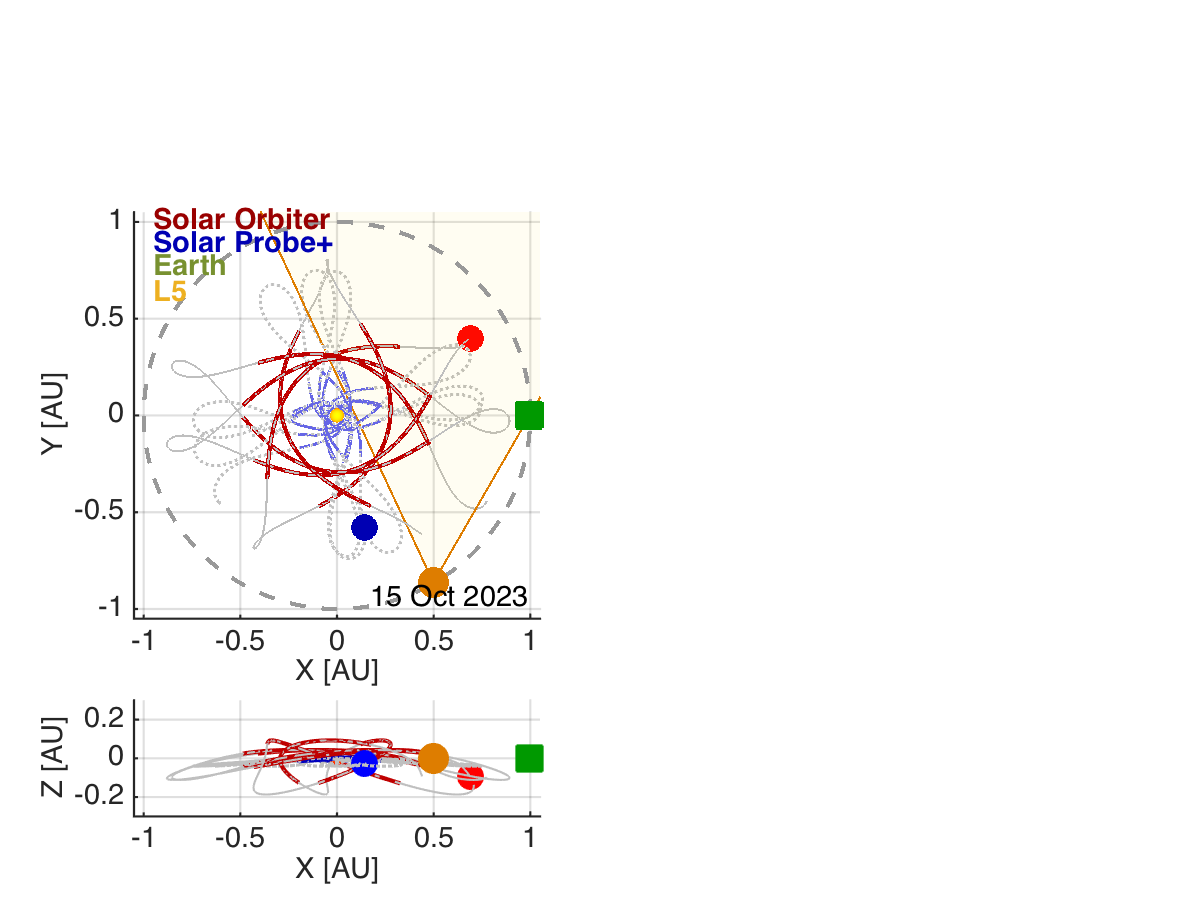 Solar Orbiter
Solar Probe+
Earth
L5
1
0.5
0
-0.5
-1
Y [AU]
15 Oct 2023
-1 -0.5 0 0.5 1
X [AU]
0.2
0
-0.2
Z [AU]
-1 -0.5 0 0.5 1
X [AU]